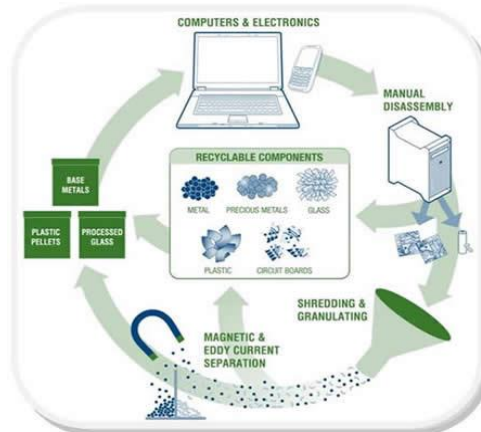 COMPUTERS & ELECTRONICS
MANUAL
DISASSEMBLY
RECYCLABLE COMPONENTS
METAL
PRECIOUS METALS
GLASS
PLASTIC
CIRCUIT BOARDS
BASE
METALS
PLASTIC
PELLETS
PROCESSED
GLASS
SHREDDING &
GRANULATING
MAGNETIC &
EDDY CURRENT
SEPARATION